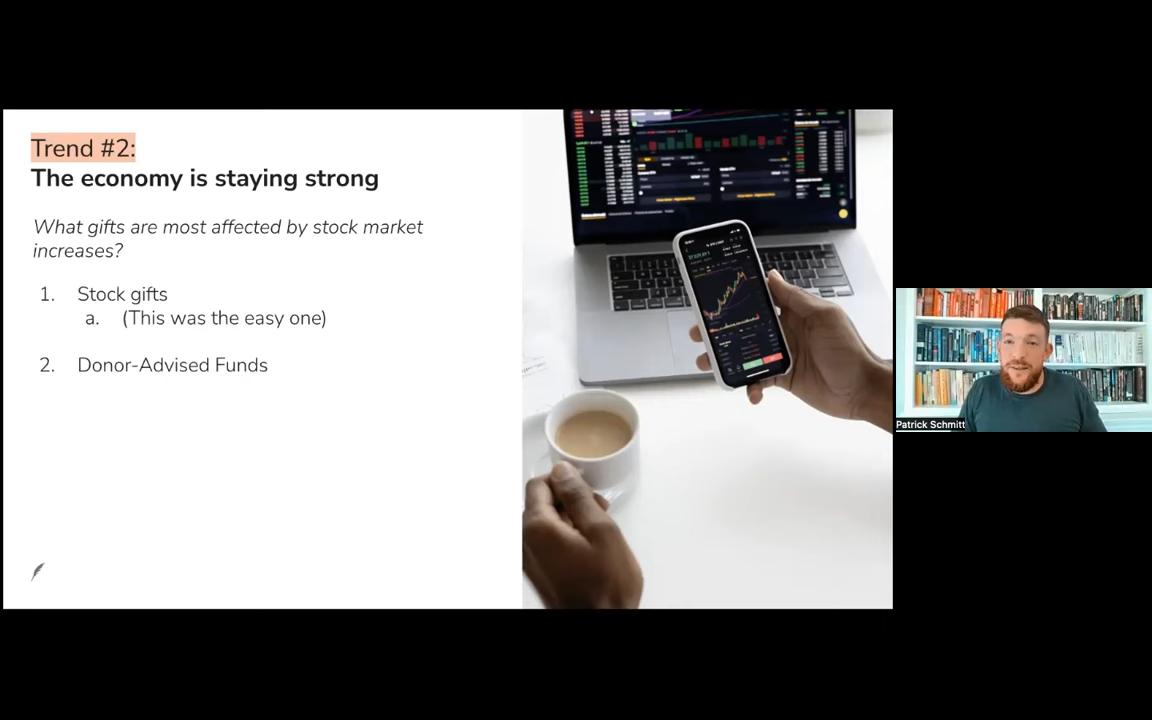 Trend #2:
The economy is staying strong
What gifts are most affected by stock market
increases?
1. Stock gifts
a. (This was the easy one)
2. Donor-Advised Funds
Patrick Schmitt